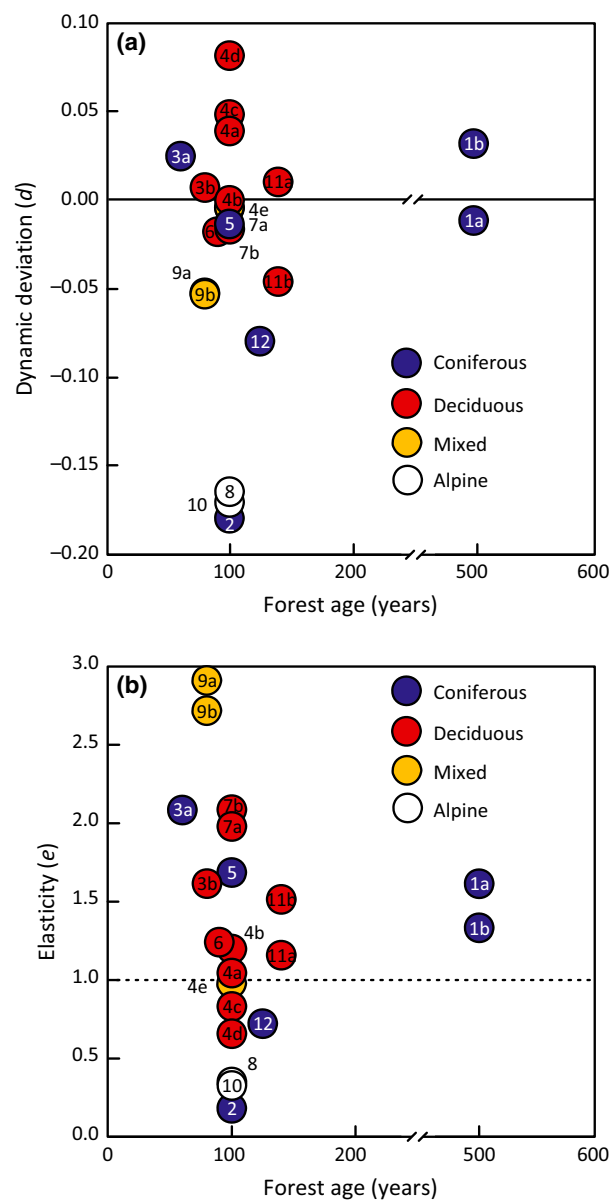 (a)
0.10
0.05
0.00
−0.05
−0.10
−0.15
−0.20
Dynamic deviation (d)
4d
4c
4a
3a
1b
11a
3b
4b
4e
5
7a
1a
6
7b
9a
9b
11b
12
Coniferous
Deciduous
Mixed
Alpine
8
10
2
0
100
200
500
600
Forest age (years)
(b)
3.0
2.5
2.0
1.5
1.0
0.5
0.0
Elasticity (e)
9a
9b
Coniferous
Deciduous
Mixed
Alpine
3a
7b
7a
5
3b
1a
11b
1b
6
4b
4a
11a
4e
4c
12
4d
8
10
2
0
100
200
500
600
Forest age (years)